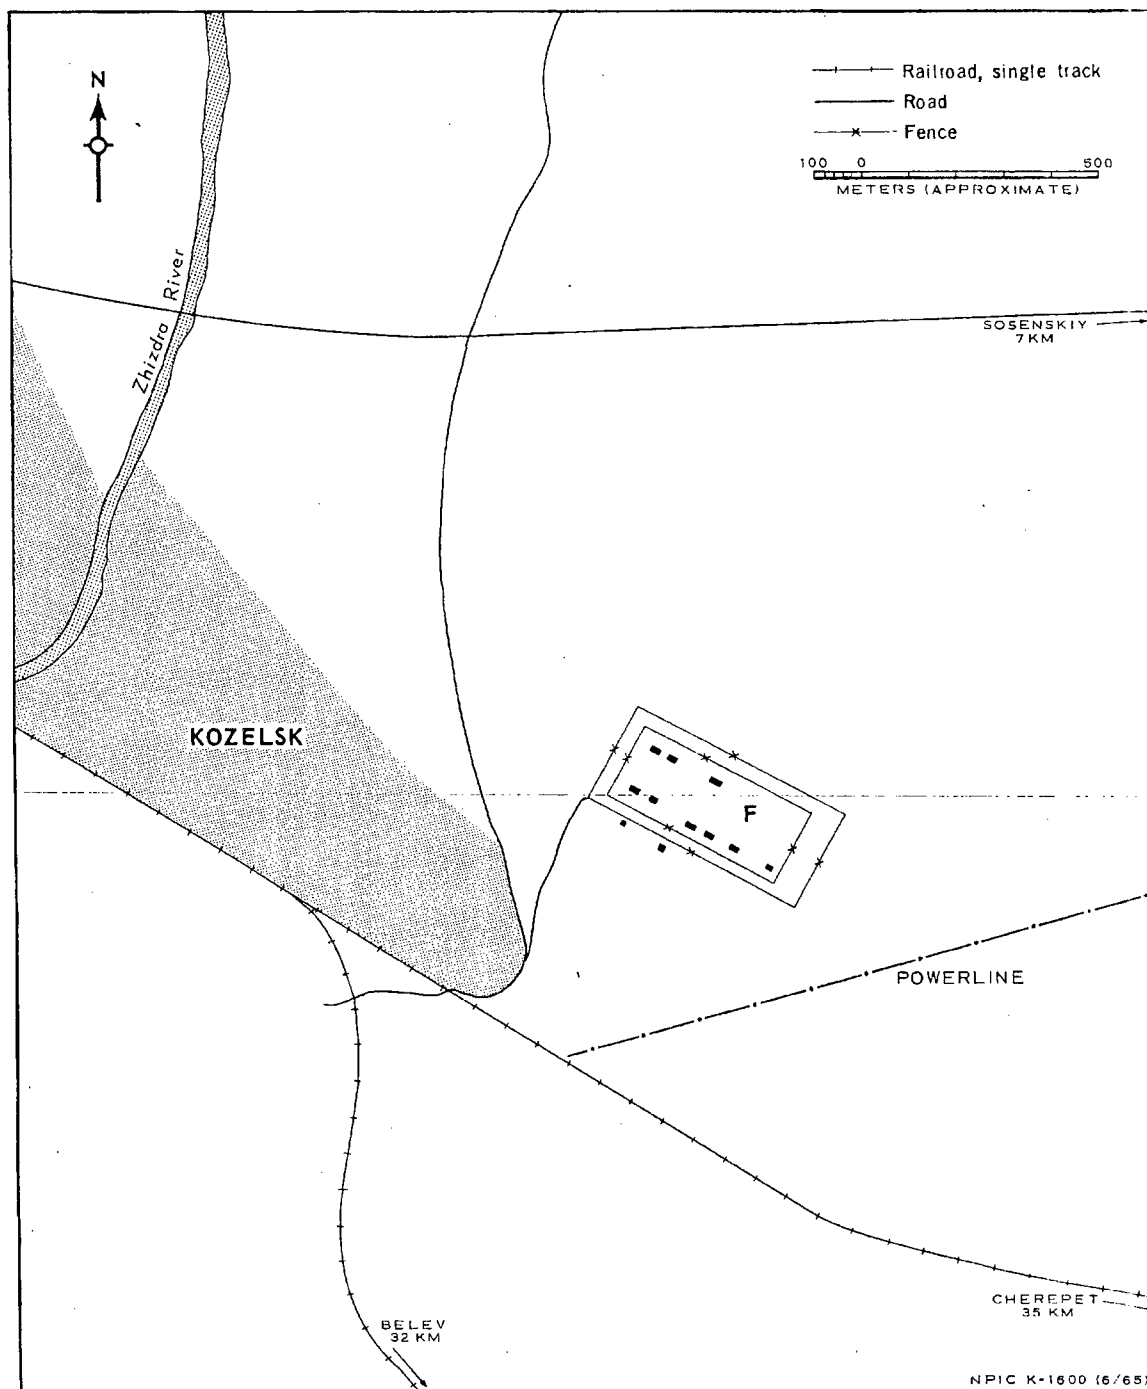 N
Railroad, single track
Road
Fence
100 0 500
METERS (APPROXIMATE)
Zhizdra River
SOSENSKIY
7 KM
KOZELSK
F
POWERLINE
CHEREPET
35 KM
BELEV
32 KM
NPIC K-1600 (6/65)